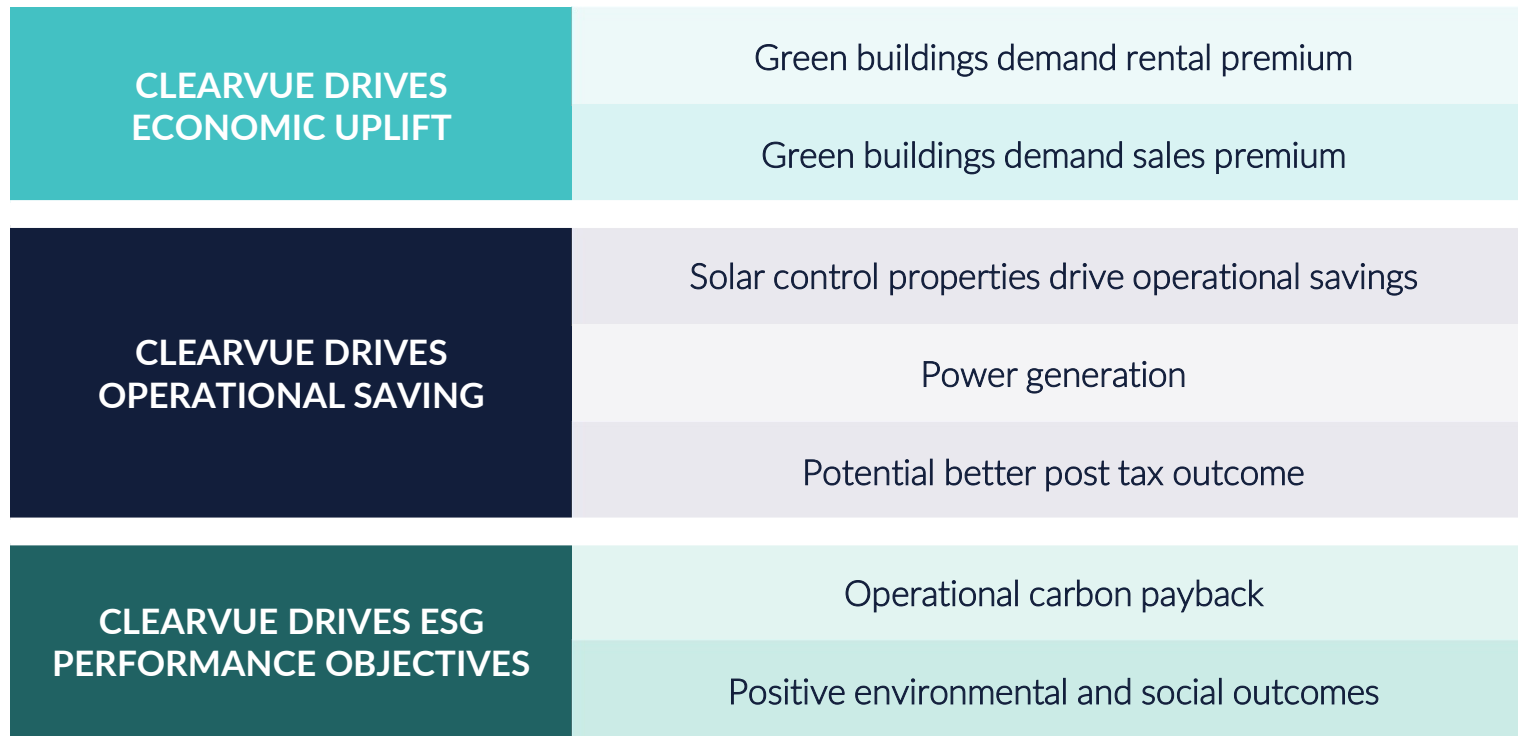 CLEARVUE DRIVES
ECONOMIC UPLIFT
Green buildings demand rental premium
Green buildings demand sales premium
CLEARVUE DRIVES
OPERATIONAL SAVING
Solar control properties drive operational savings
Power generation
Potential better post tax outcome
CLEARVUE DRIVES ESG
PERFORMANCE OBJECTIVES
Operational carbon payback
Positive environmental and social outcomes